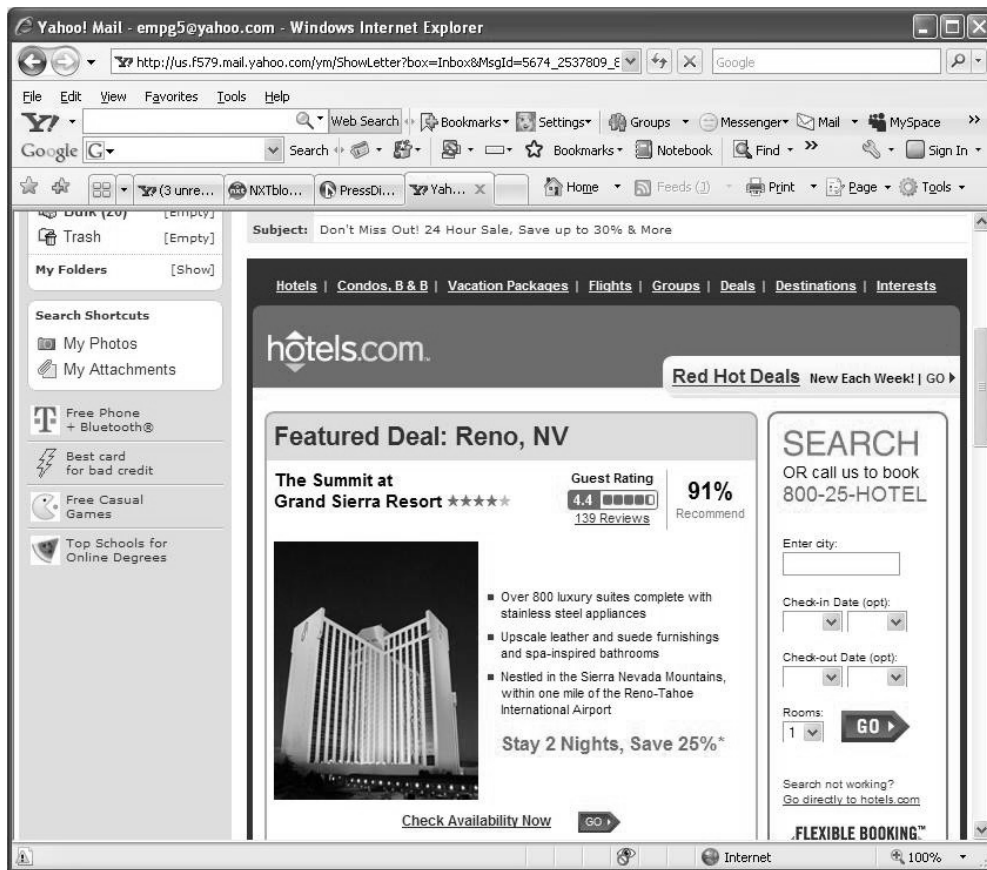 Yahoo! Mail - empg5@yahoo.com - Windows Internet Explorer
http://us.f579.mail.yahoo.com/ym/ShowLetter?box=Inbox&MsgId=5674_2537809_8
Google
File Edit View Favorites Tools Help
Y! Web Search Bookmarks Settings Groups Messenger Mail MySpace »
Google G Search Bookmarks Notebook Find » Sign In
Y! (3 unre... NXTblo... PressDi... Y! Yah... X Home Feeds (J) Print Page Tools
Bulk (20) [Empty]
Trash [Empty]
My Folders [Show]
Search Shortcuts
My Photos
My Attachments
T Free Phone
+ Bluetooth®
Best card
for bad credit
Free Casual
Games
Top Schools for
Online Degrees
Subject: Don't Miss Out! 24 Hour Sale, Save up to 30% & More
Hotels | Condos, B & B | Vacation Packages | Flights | Groups | Deals | Destinations | Interests
hotels.com
Red Hot Deals New Each Week! | GO
Featured Deal: Reno, NV
The Summit at
Grand Sierra Resort ★★★★★
Guest Rating
4.4
139 Reviews
91%
Recommend
Over 800 luxury suites complete with
stainless steel appliances
Upscale leather and suede furnishings
and spa-inspired bathrooms
Nestled in the Sierra Nevada Mountains,
within one mile of the Reno-Tahoe
International Airport
Stay 2 Nights, Save 25%*
Check Availability Now GO
SEARCH
OR call us to book
800-25-HOTEL
Enter city:
Check-in Date (opt):
Check-out Date (opt):
Rooms:
1 GO
Search not working?
Go directly to hotels.com
FLEXIBLE BOOKING™
Internet 100%